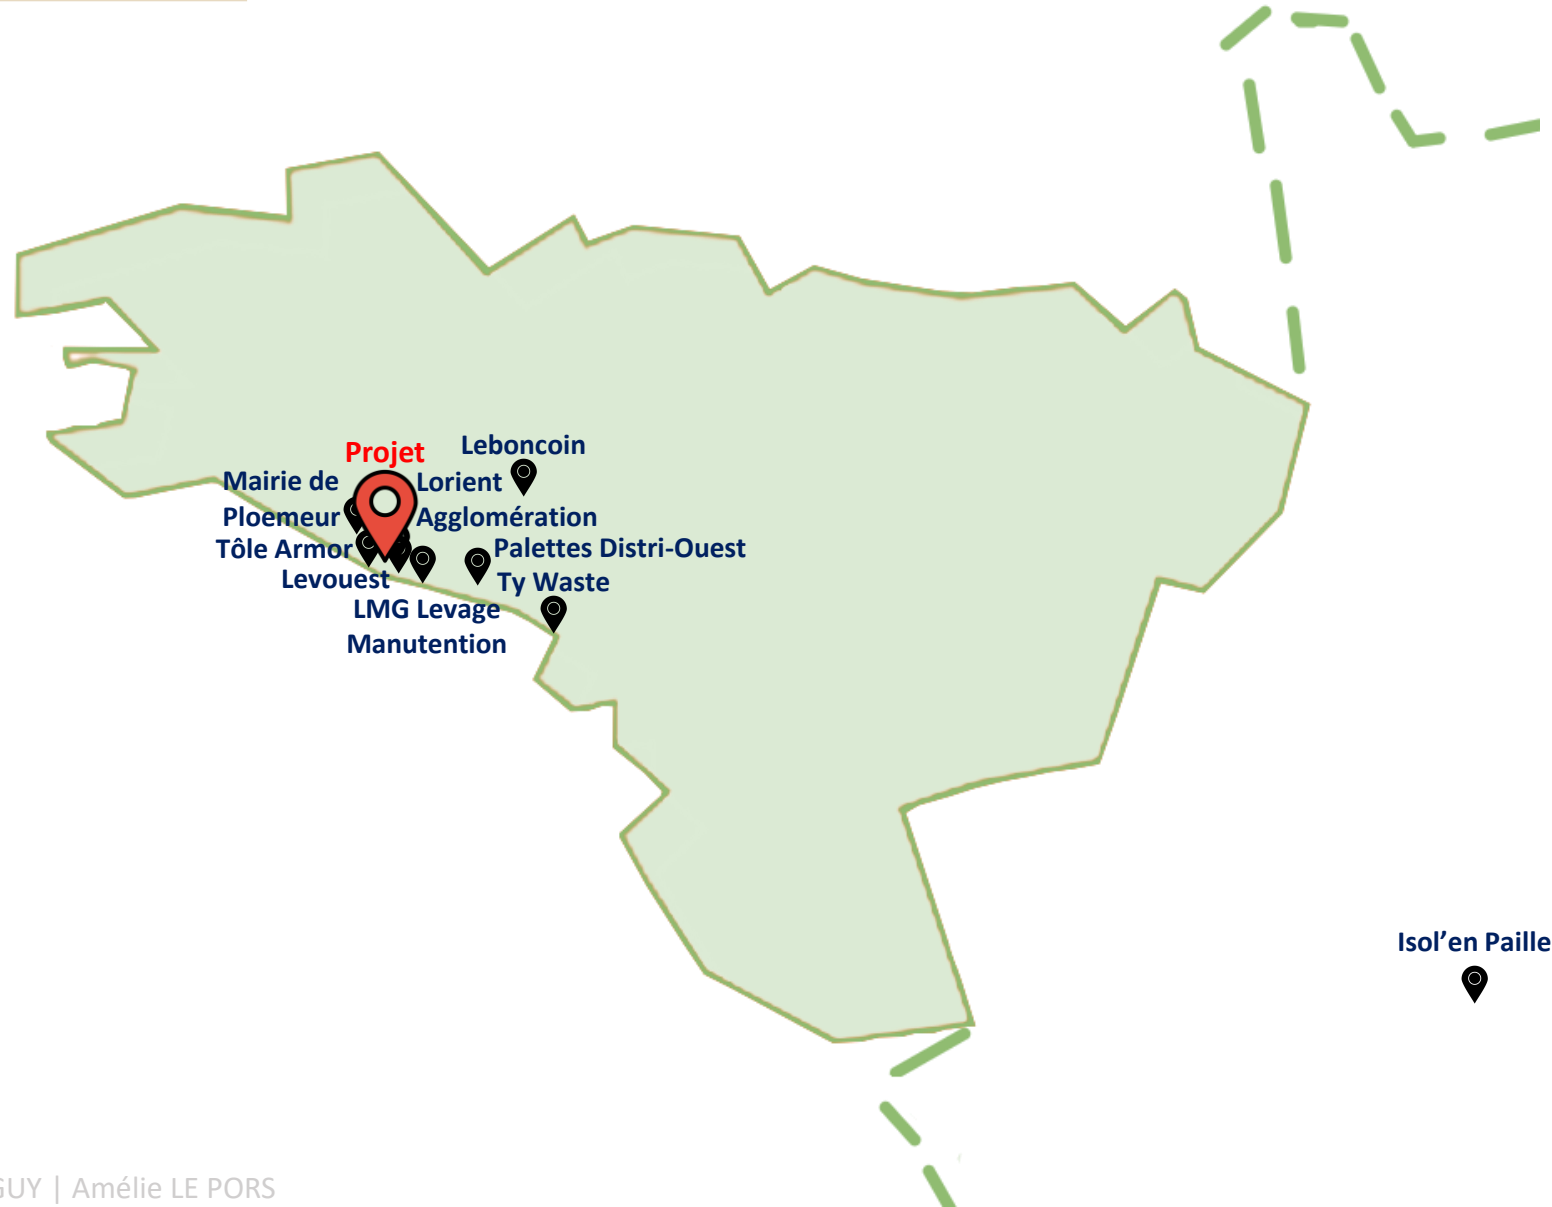 Projet
Leboncoin
Mairie de
Ploemeur
Lorient
Agglomération
Tôle Armor
Palettes Distri-Ouest
Levouest
Ty Waste
LMG Levage
Manutention
Isol'en Paille
GUY | Amélie LE PORS